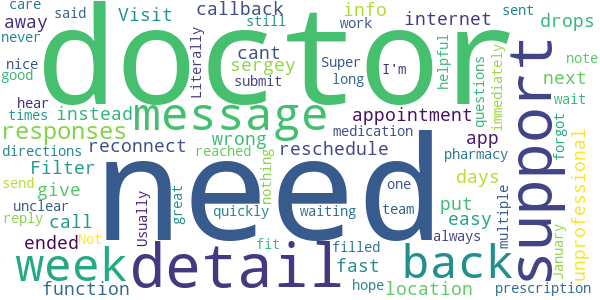 care
said
Visit
callback
info
still
work
internet
sent
drops
away
never
nice
good
doctor
Literally
cant
sergey
submit
Super
long
I'm
helpful
questions
immediately
next
note
wait
hear
times
instead
message
appointment
support
responses
wrong
medication
app
forgot
directions
reconnect
reached
reschedule
pharmacy
Filter
nothing
need
one
team
days
unprofessional
send
give
great
quickly
waiting
put
easy
multiple
reply
unclear
call
Usually
always
January
Not
ended
fit
filled
week
detail
fast
back
function
hope
location
prescription